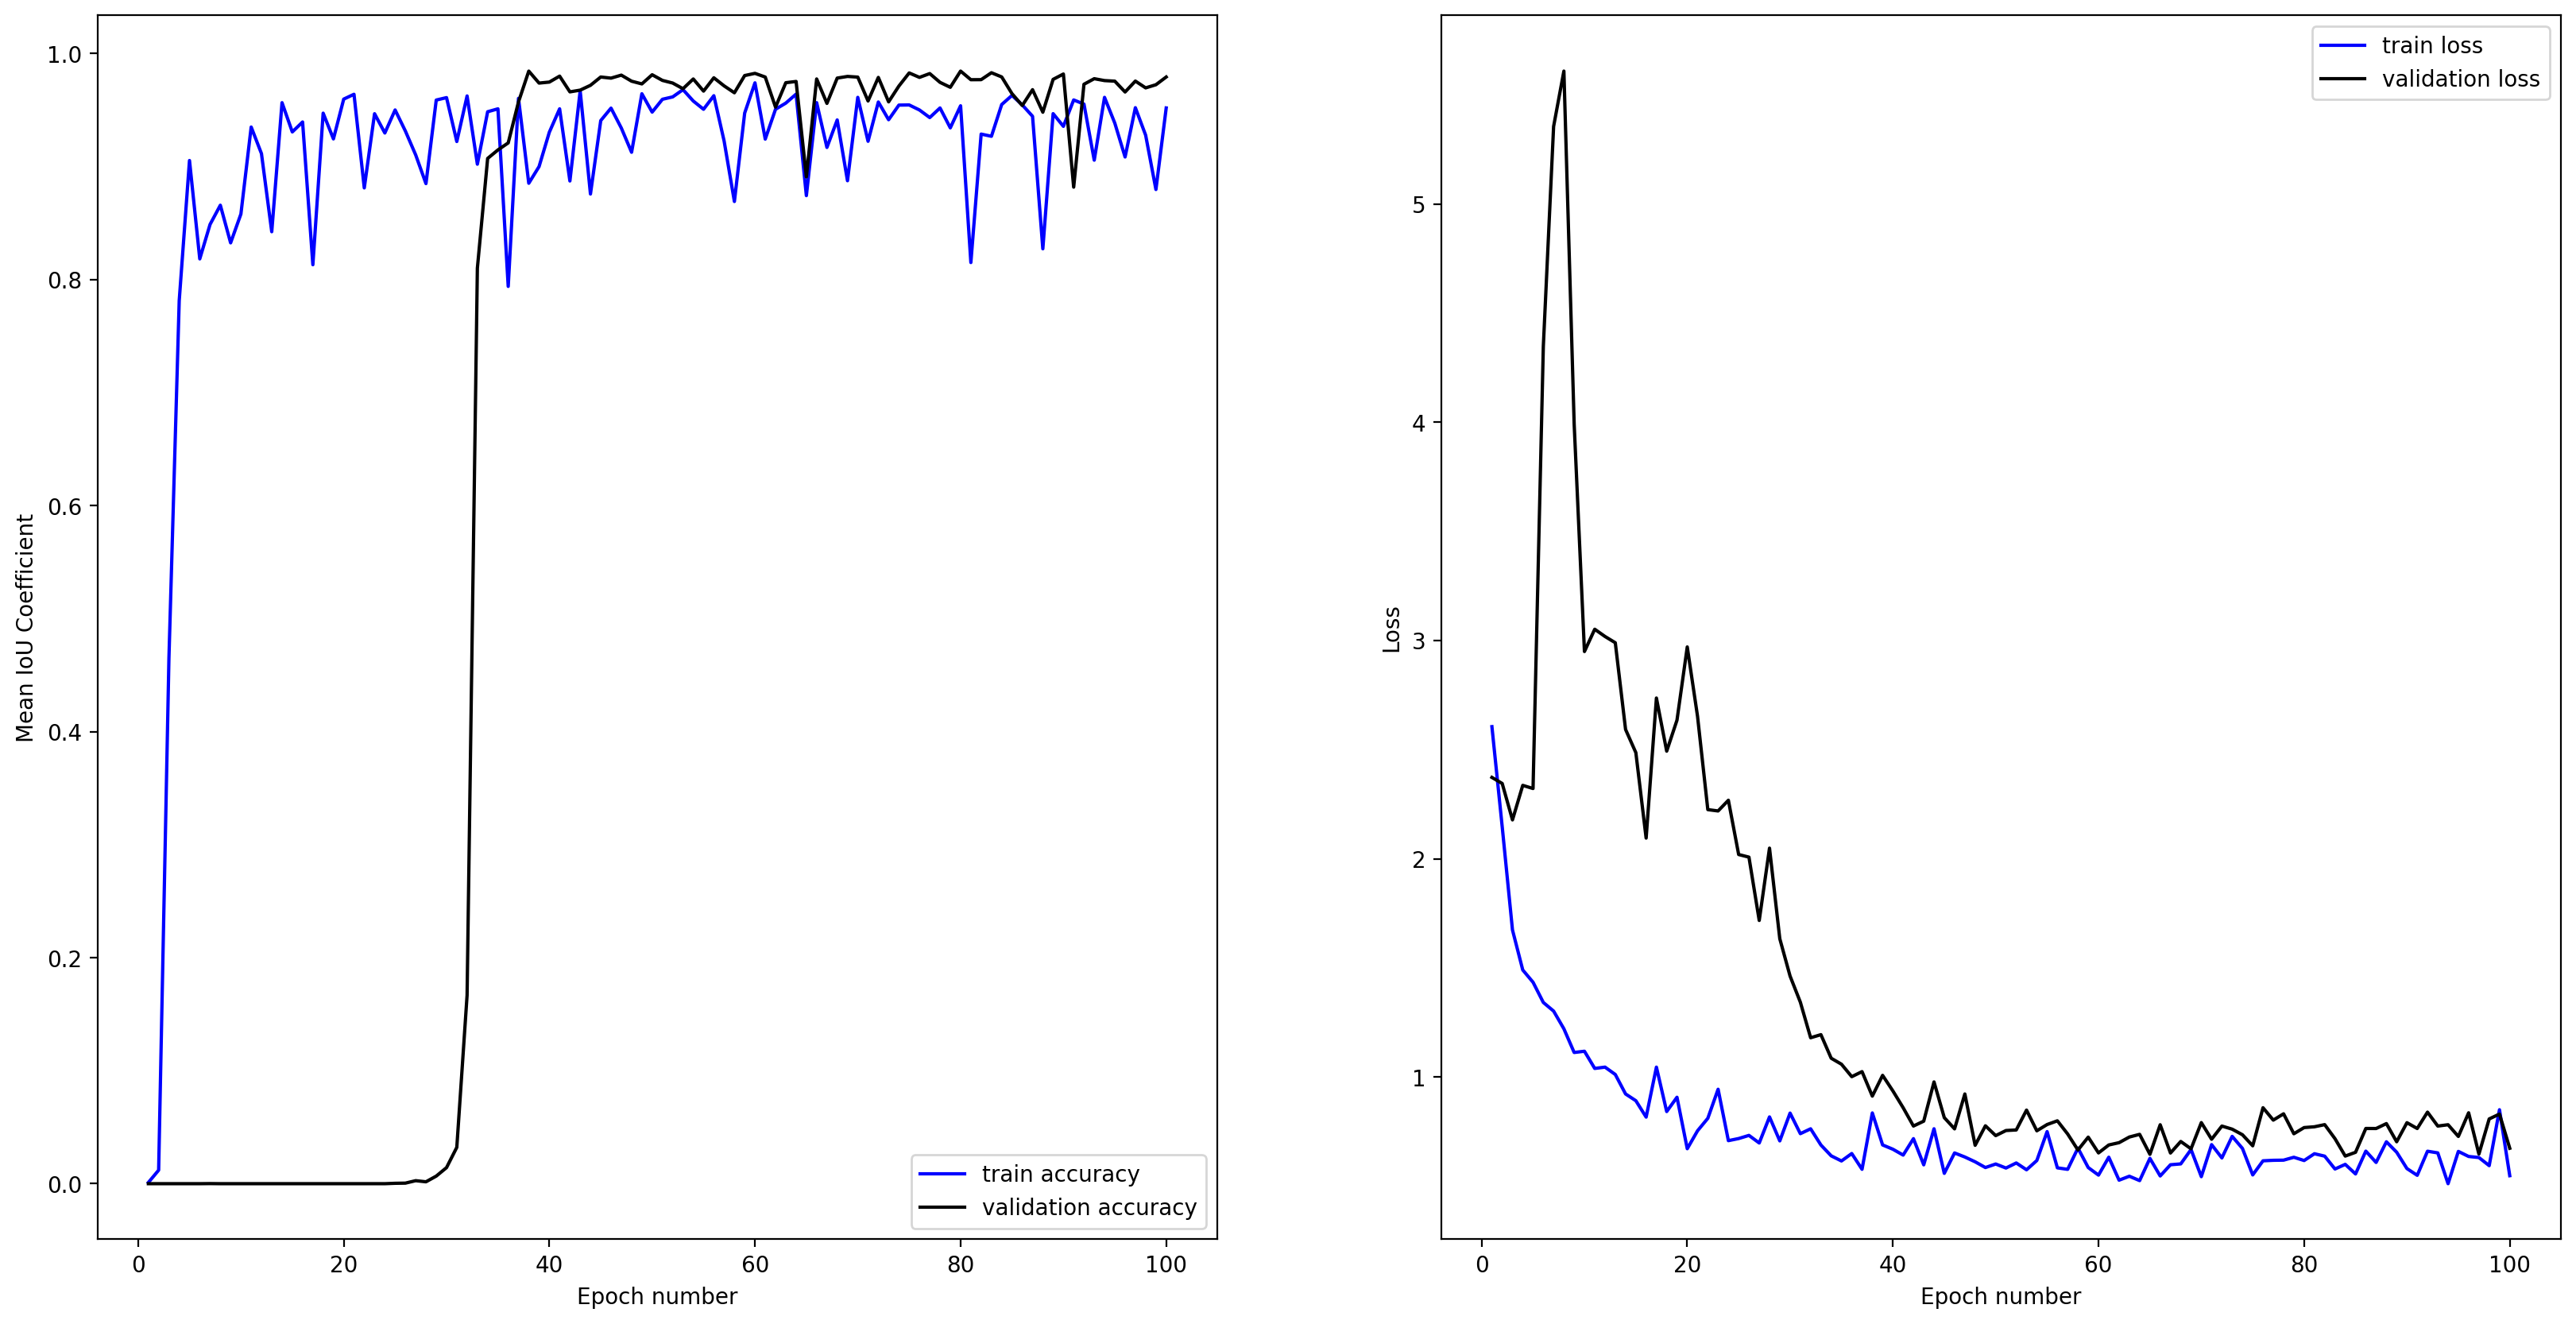 1.0
0.8
0.6
0.4
0.2
0.0
Mean IoU Coefficient
train accuracy
validation accuracy
0 20 40 60 80 100
Epoch number
train loss
validation loss
5
4
3
2
1
Loss
0 20 40 60 80 100
Epoch number